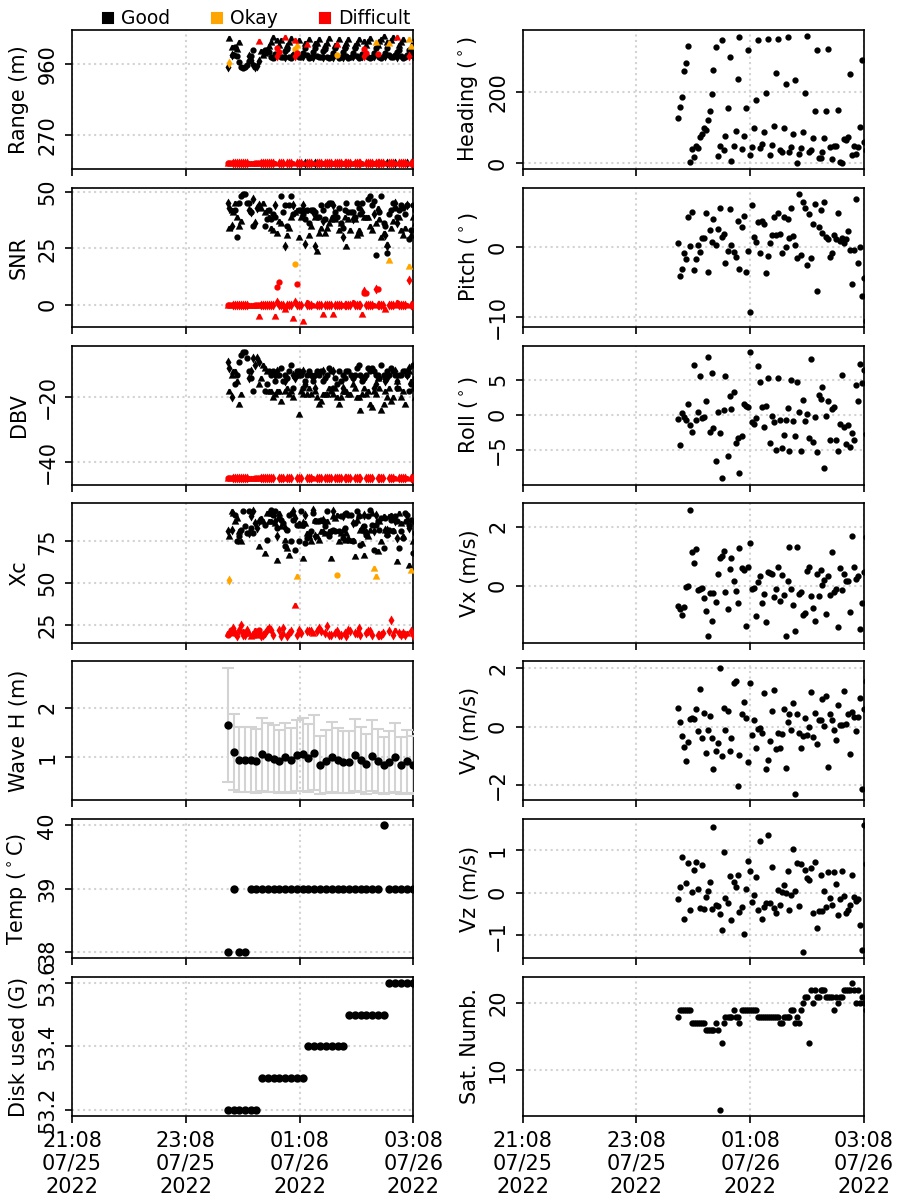 Good Okay Difficult
Range (m)
960
270
Heading (°)
200
0
SNR
50
25
0
Pitch (°)
0
−10
DBV
−20
−40
Roll (°)
5
0
−5
Xc
75
50
25
Vx (m/s)
2
0
Wave H (m)
2
1
Vy (m/s)
2
0
−2
Temp (°C)
40
39
38
Vz (m/s)
1
0
−1
Disk used (G)
53.6
53.4
53.2
Sat. Numb.
20
10
21:08 23:08 01:08 03:08 21:08 23:08 01:08 03:08
07/25 07/25 07/26 07/26 07/25 07/25 07/26 07/26
2022 2022 2022 2022 2022 2022 2022 2022